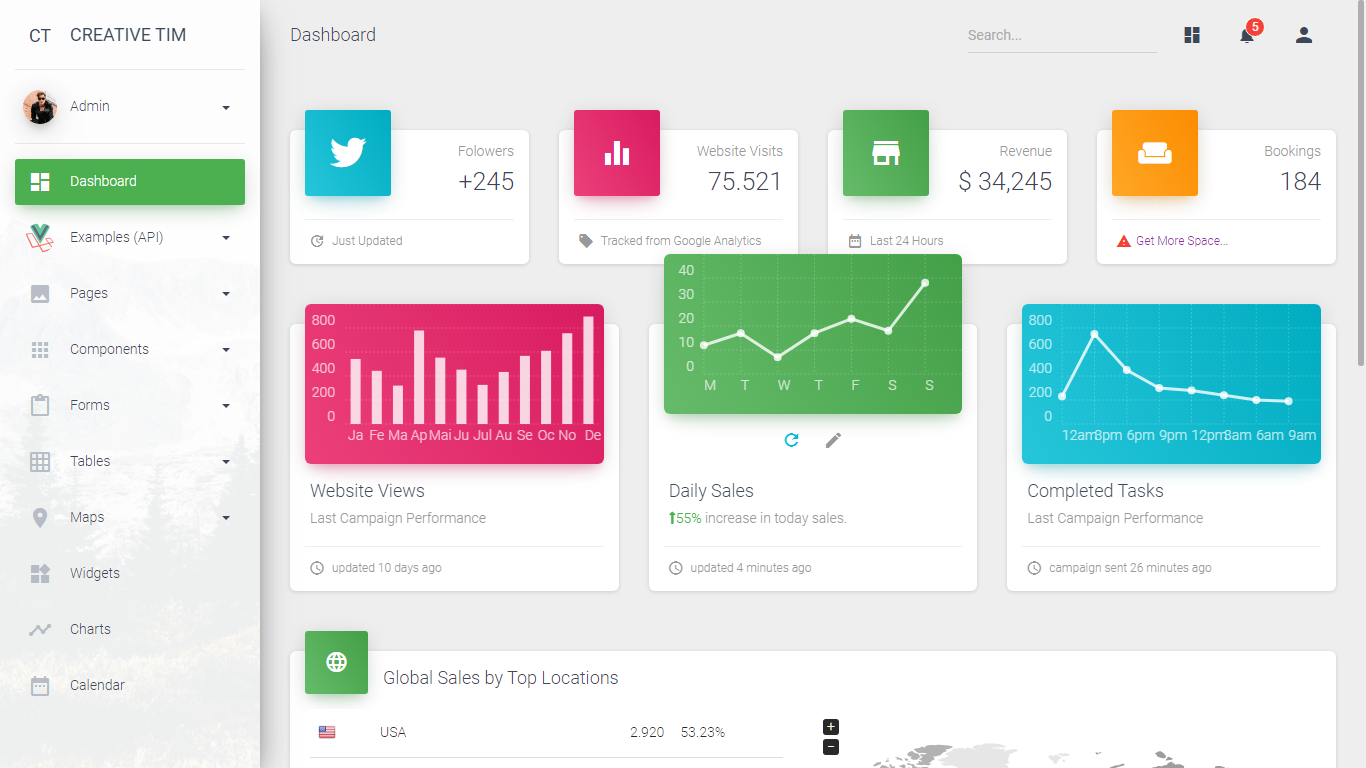 CT CREATIVE TIM
Admin
Dashboard
Examples (API)
Pages
Components
Forms
Tables
Maps
Widgets
Charts
Calendar
Dashboard
Search...
5
Folowers
+245
Just Updated
Website Visits
75.521
Tracked from Google Analytics
Revenue
$ 34,245
Last 24 Hours
Bookings
184
Get More Space...
800
600
400
200
0
Ja Fe Ma Ap Mai Ju Jul Au Se Oc No De
Website Views
Last Campaign Performance
updated 10 days ago
40
30
20
10
0
M T W T F S S
Daily Sales
55% increase in today sales.
updated 4 minutes ago
800
600
400
200
0
12am 3pm 6pm 9pm 12pm 3am 6am 9am
Completed Tasks
Last Campaign Performance
campaign sent 26 minutes ago
Global Sales by Top Locations
USA 2.920 53.23%
+
−